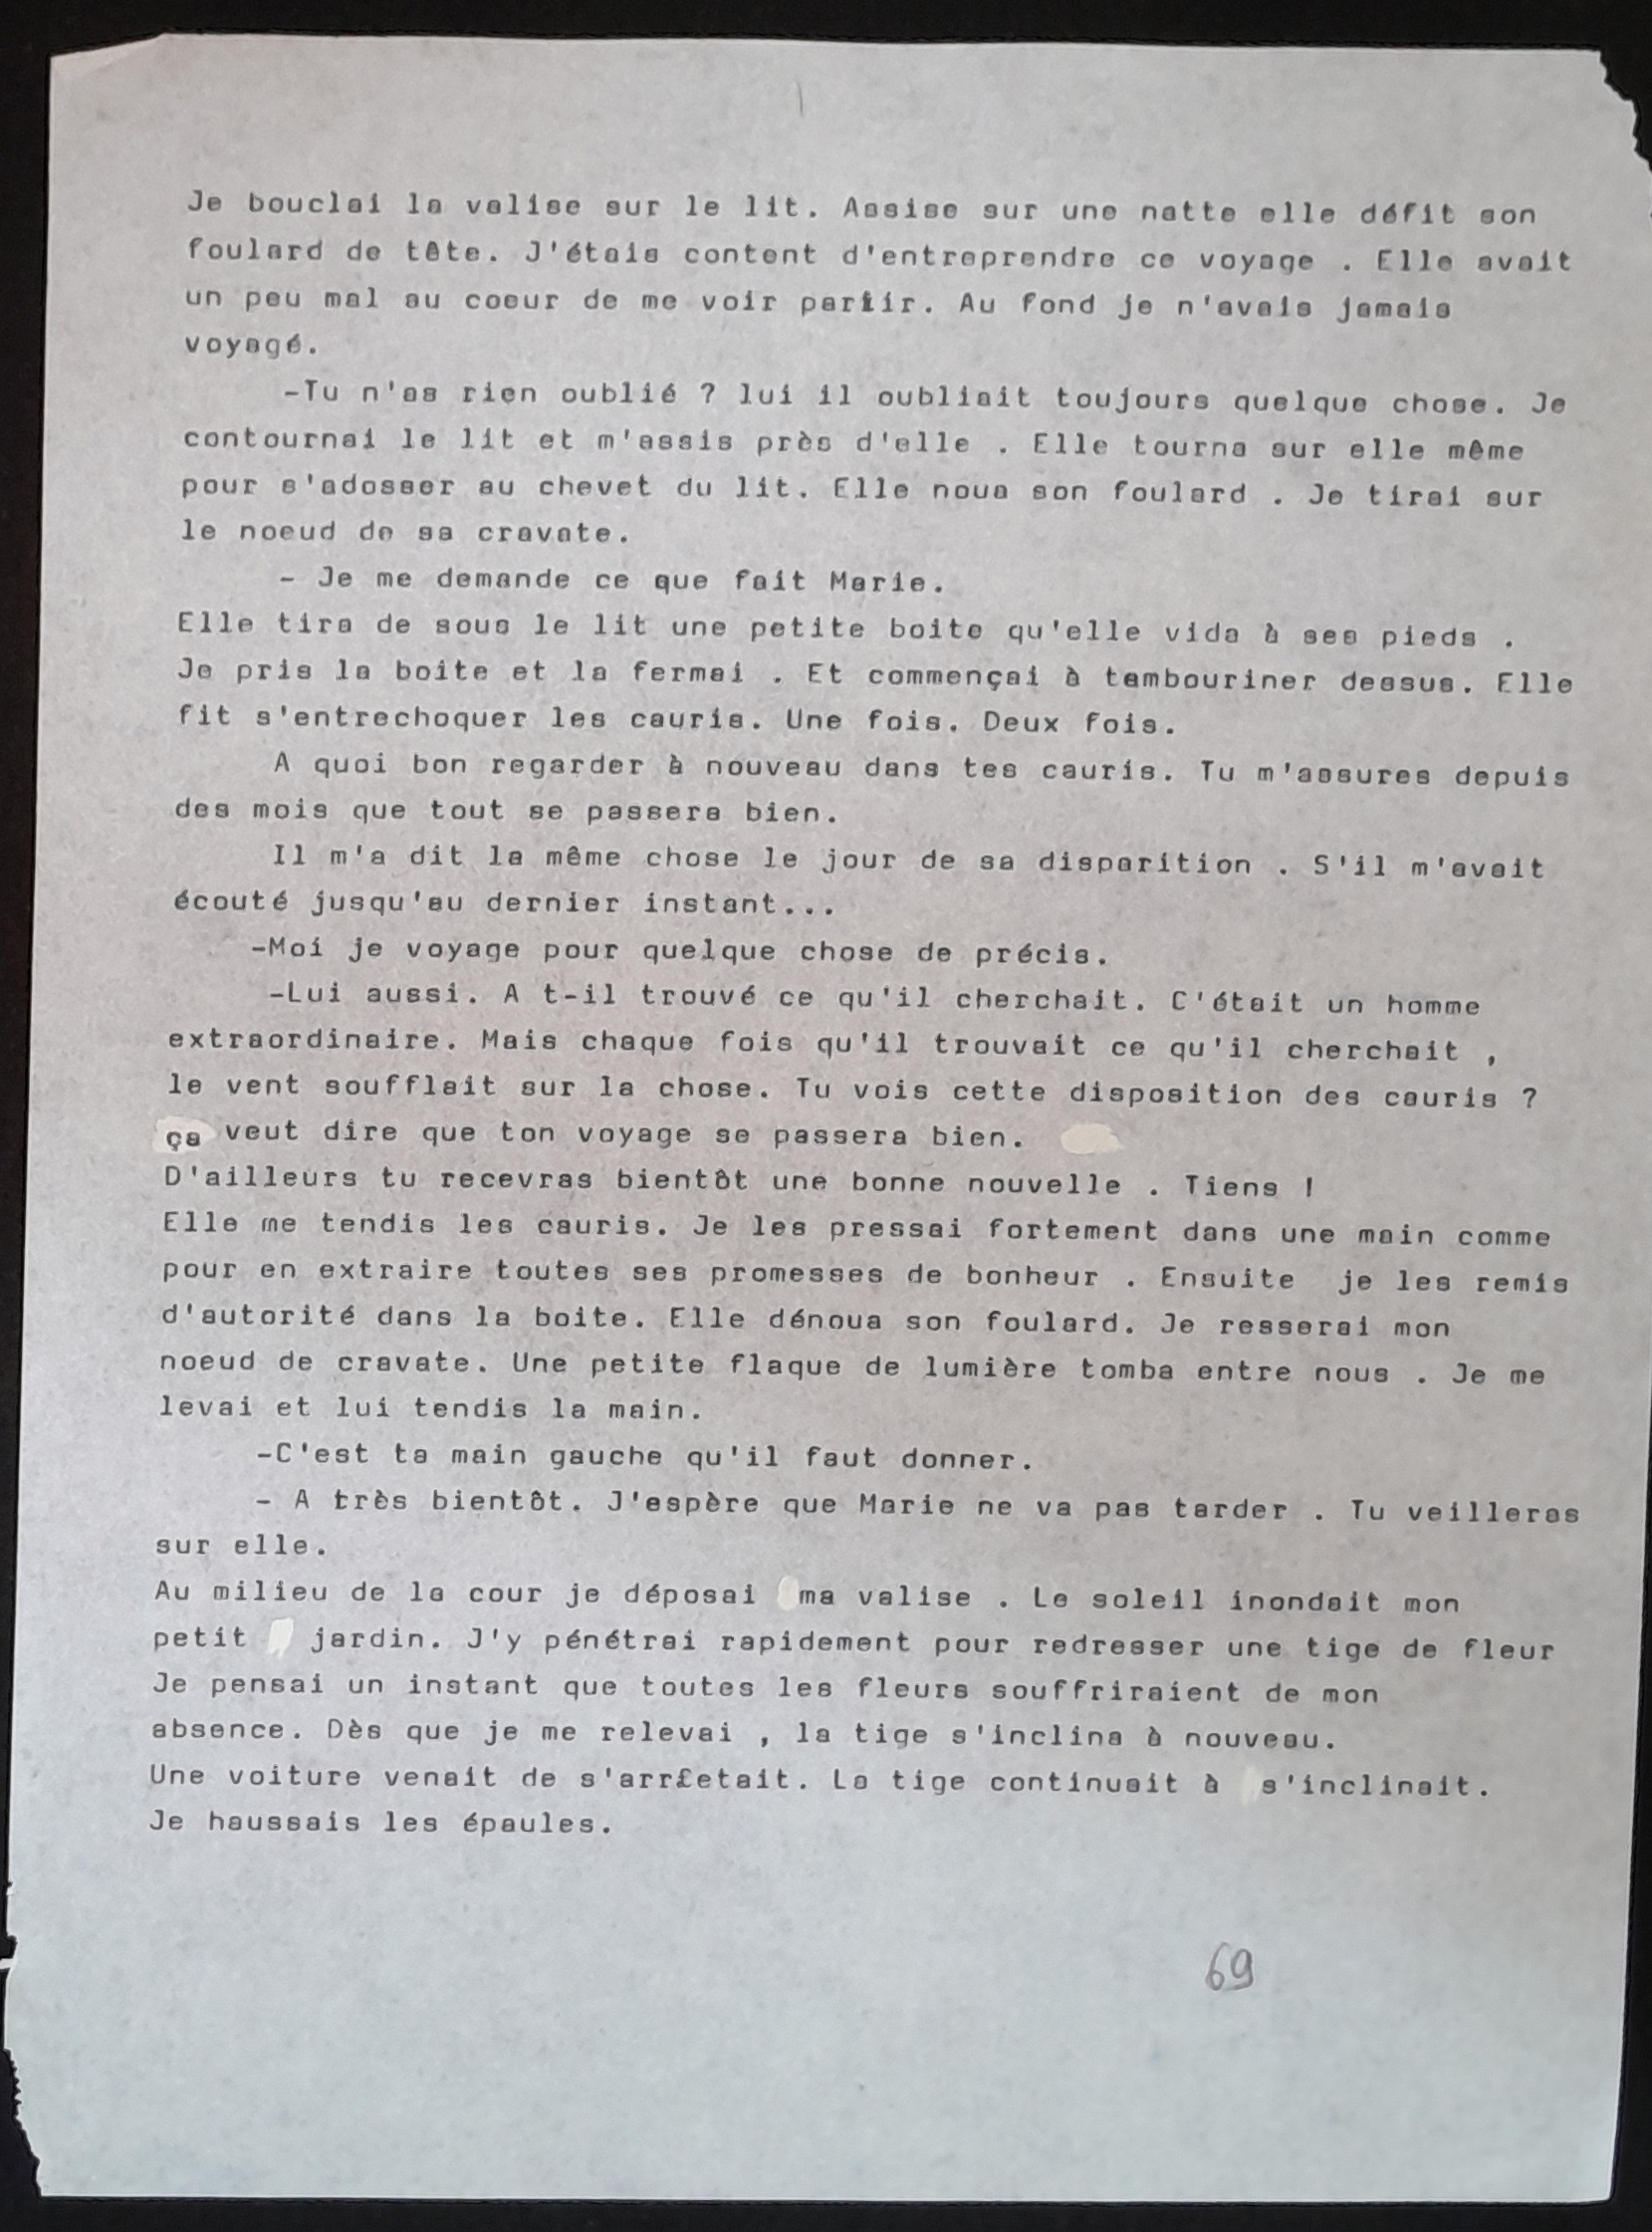 Je bouclai la valise sur le lit. Assise sur une natte elle défit son
foulard de tête. J'étais content d'entreprendre ce voyage . Elle avait
un peu mal au coeur de me voir partir. Au fond je n'avais jamais
voyagé.
-Tu n'as rien oublié ? lui il oubliait toujours quelque chose. Je
contournai le lit et m'assis près d'elle . Elle tourna sur elle même
pour s'adosser au chevet du lit. Elle noua son foulard . Je tirai sur
le noeud de sa cravate.
- Je me demande ce que fait Marie.
Elle tira de sous le lit une petite boite qu'elle vida à ses pieds .
Je pris la boite et la fermai . Et commençai à tambouriner dessus. Elle
fit s'entrechoquer les cauris. Une fois. Deux fois.
A quoi bon regarder à nouveau dans tes cauris. Tu m'assures depuis
des mois que tout se passera bien.
Il m'a dit la même chose le jour de sa disparition . S'il m'avait
écouté jusqu'au dernier instant...
-Moi je voyage pour quelque chose de précis.
-Lui aussi. A t-il trouvé ce qu'il cherchait. C'était un homme
extraordinaire. Mais chaque fois qu'il trouvait ce qu'il cherchait ,
le vent soufflait sur la chose. Tu vois cette disposition des cauris ?
ça veut dire que ton voyage se passera bien.
D'ailleurs tu recevras bientôt une bonne nouvelle . Tiens !
Elle me tendis les cauris. Je les pressai fortement dans une main comme
pour en extraire toutes ses promesses de bonheur . Ensuite je les remis
d'autorité dans la boite. Elle dénoua son foulard. Je resserai mon
noeud de cravate. Une petite flaque de lumière tomba entre nous . Je me
levai et lui tendis la main.
-C'est ta main gauche qu'il faut donner.
- A très bientôt. J'espère que Marie ne va pas tarder . Tu veilleras
sur elle.
Au milieu de la cour je déposai ma valise . Le soleil inondait mon
petit jardin. J'y pénétrai rapidement pour redresser une tige de fleur
Je pensai un instant que toutes les fleurs souffriraient de mon
absence. Dès que je me relevai , la tige s'inclina à nouveau.
Une voiture venait de s'arr£etait. La tige continuait à s'inclinait.
Je haussais les épaules.
69